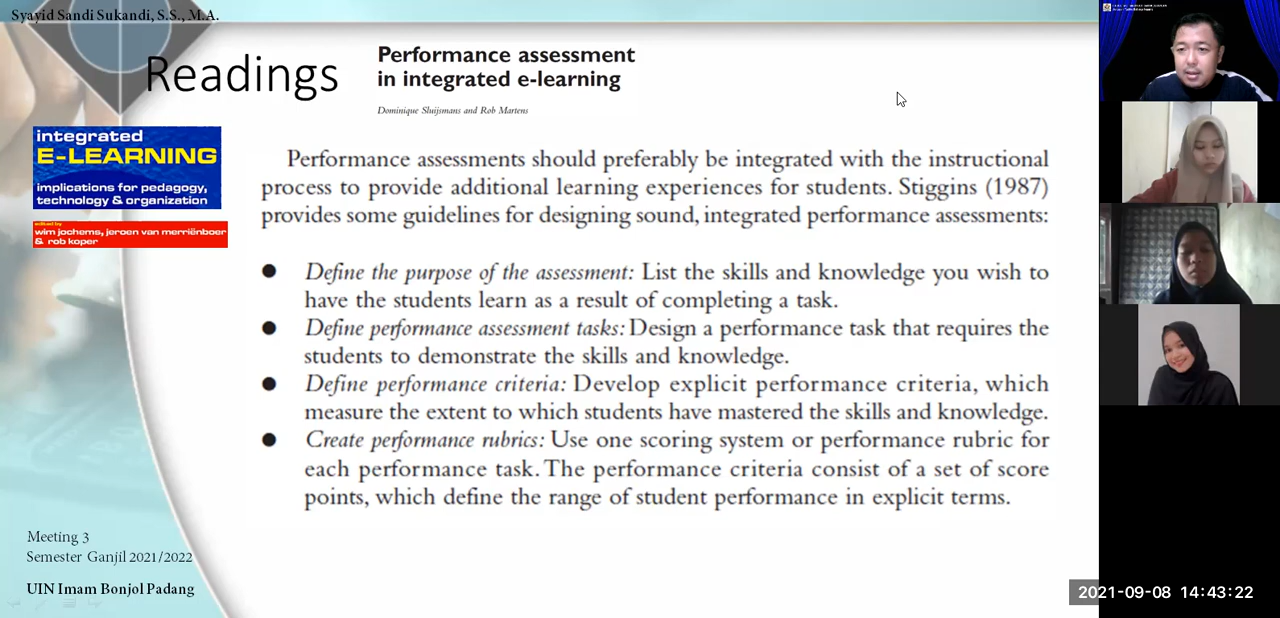 Syayid Sandi Sukandi, S.S., M.A.
Readings
Performance assessment
in integrated e-learning
Dominique Sluijsmans and Rob Martens
integrated
E-LEARNING
implications for pedagogy,
technology & organization
edited by
wim jochems, jeroen van merriënboer
& rob koper
Performance assessments should preferably be integrated with the instructional
process to provide additional learning experiences for students. Stiggins (1987)
provides some guidelines for designing sound, integrated performance assessments:
● Define the purpose of the assessment: List the skills and knowledge you wish to
have the students learn as a result of completing a task.
● Define performance assessment tasks: Design a performance task that requires the
students to demonstrate the skills and knowledge.
● Define performance criteria: Develop explicit performance criteria, which
measure the extent to which students have mastered the skills and knowledge.
● Create performance rubrics: Use one scoring system or performance rubric for
each performance task. The performance criteria consist of a set of score
points, which define the range of student performance in explicit terms.
Meeting 3
Semester Ganjil 2021/2022
UIN Imam Bonjol Padang
2021-09-08 14:43:22